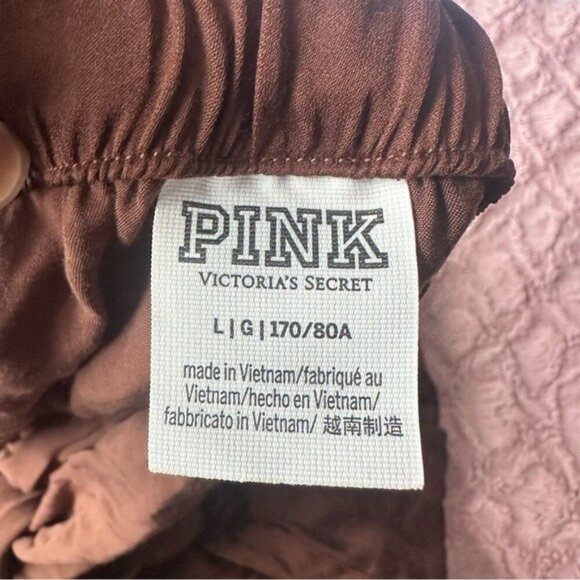 PINK
VICTORIA'S SECRET
L | G | 170/80A
made in Vietnam/fabriqué au
Vietnam/hecho en Vietnam/
fabbricato in Vietnam/ 越南制造